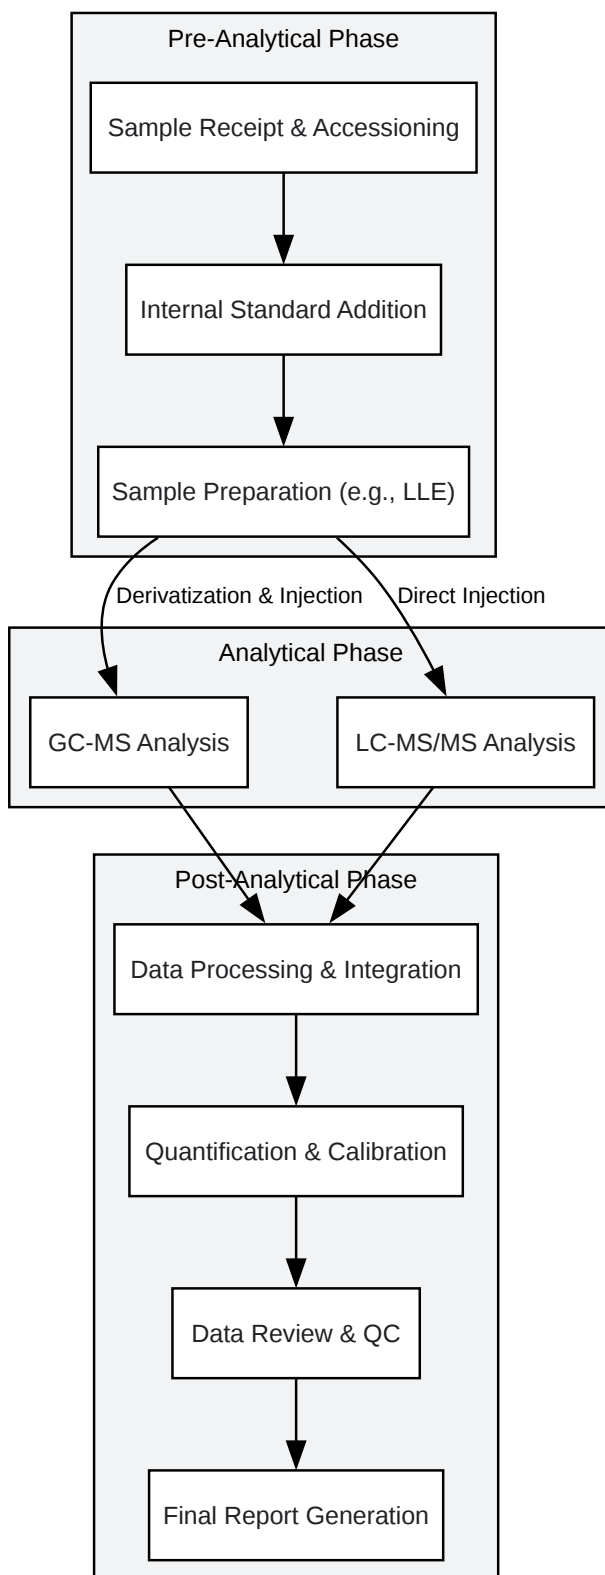 Pre-Analytical Phase
Sample Receipt & Accessioning
Internal Standard Addition
Sample Preparation (e.g., LLE)
Derivatization & Injection
Direct Injection
Analytical Phase
GC-MS Analysis
LC-MS/MS Analysis
Post-Analytical Phase
Data Processing & Integration
Quantification & Calibration
Data Review & QC
Final Report Generation